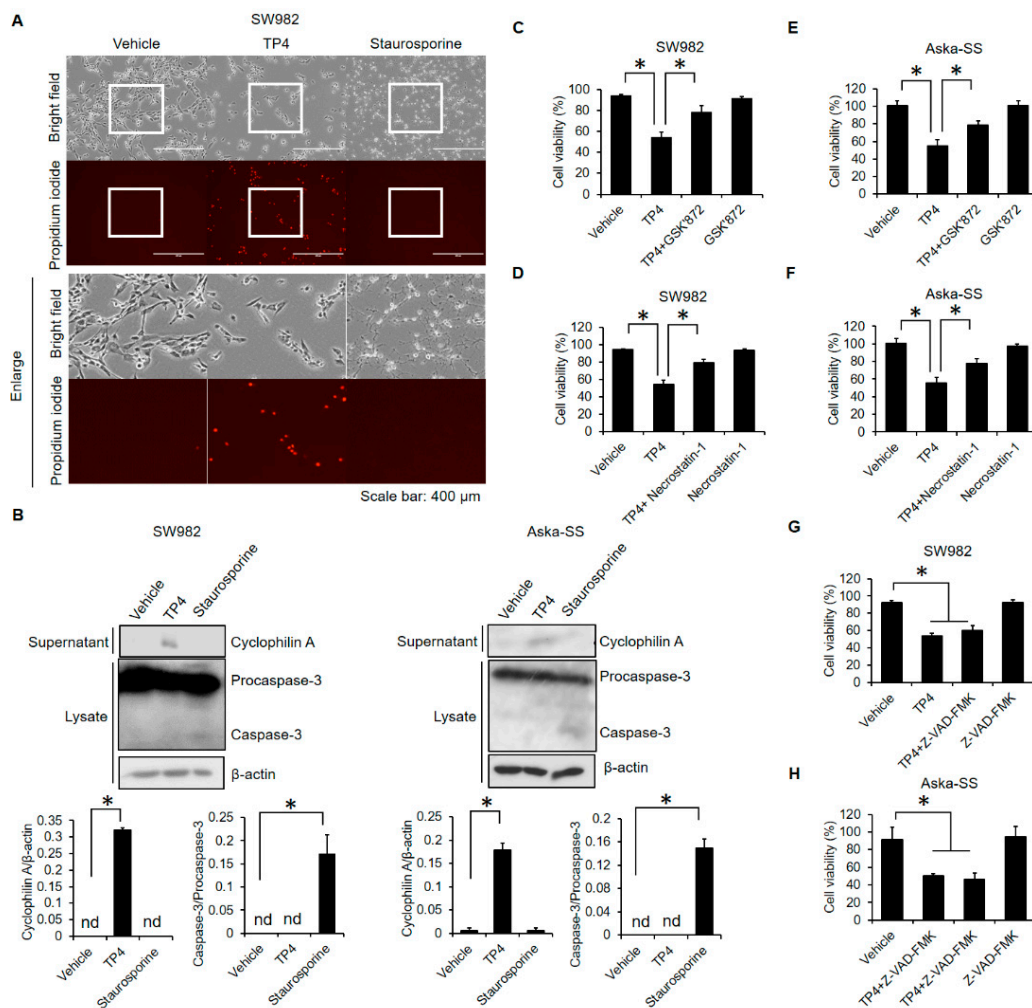 A
SW982
Vehicle
TP4
Staurosporine
Bright field
Propidium iodide
Enlarge
Bright field
Propidium iodide
Scale bar: 400 µm
B
SW982
Vehicle
TP4
Staurosporine
Supernatant
Cyclophilin A
Lysate
Procaspase-3
Caspase-3
β-actin
Cyclophilin A/β-actin
0.35
0.3
0.25
0.2
0.15
0.1
0.05
0
*
nd
nd
Vehicle
TP4
Staurosporine
Caspase-3/Procaspase-3
0.25
0.2
0.15
0.1
0.05
0
*
nd
nd
Vehicle
TP4
Staurosporine
Aska-SS
Vehicle
TP4
Staurosporine
Supernatant
Cyclophilin A
Lysate
Procaspase-3
Caspase-3
β-actin
Cyclophilin A/β-actin
0.25
0.2
0.15
0.1
0.05
0
*
Vehicle
TP4
Staurosporine
Caspase-3/Procaspase-3
0.2
0.16
0.12
0.08
0.04
0
*
nd
nd
Vehicle
TP4
Staurosporine
C
SW982
Cell viability (%)
120
100
80
60
40
20
0
*
*
Vehicle
TP4
TP4+GSK'872
GSK'872
D
SW982
Cell viability (%)
120
100
80
60
40
20
0
*
*
Vehicle
TP4
TP4+ Necrostatin-1
Necrostatin-1
E
Aska-SS
Cell viability (%)
120
100
80
60
40
20
0
*
*
Vehicle
TP4
TP4+GSK'872
GSK'872
F
Aska-SS
Cell viability (%)
120
100
80
60
40
20
0
*
*
Vehicle
TP4
TP4+Necrostatin-1
Necrostatin-1
G
SW982
Cell viability (%)
120
100
80
60
40
20
0
*
Vehicle
TP4
TP4+Z-VAD-FMK
Z-VAD-FMK
H
Aska-SS
Cell viability (%)
120
100
80
60
40
20
0
*
Vehicle
TP4+Z-VAD-FMK
TP4+Z-VAD-FMK
Z-VAD-FMK